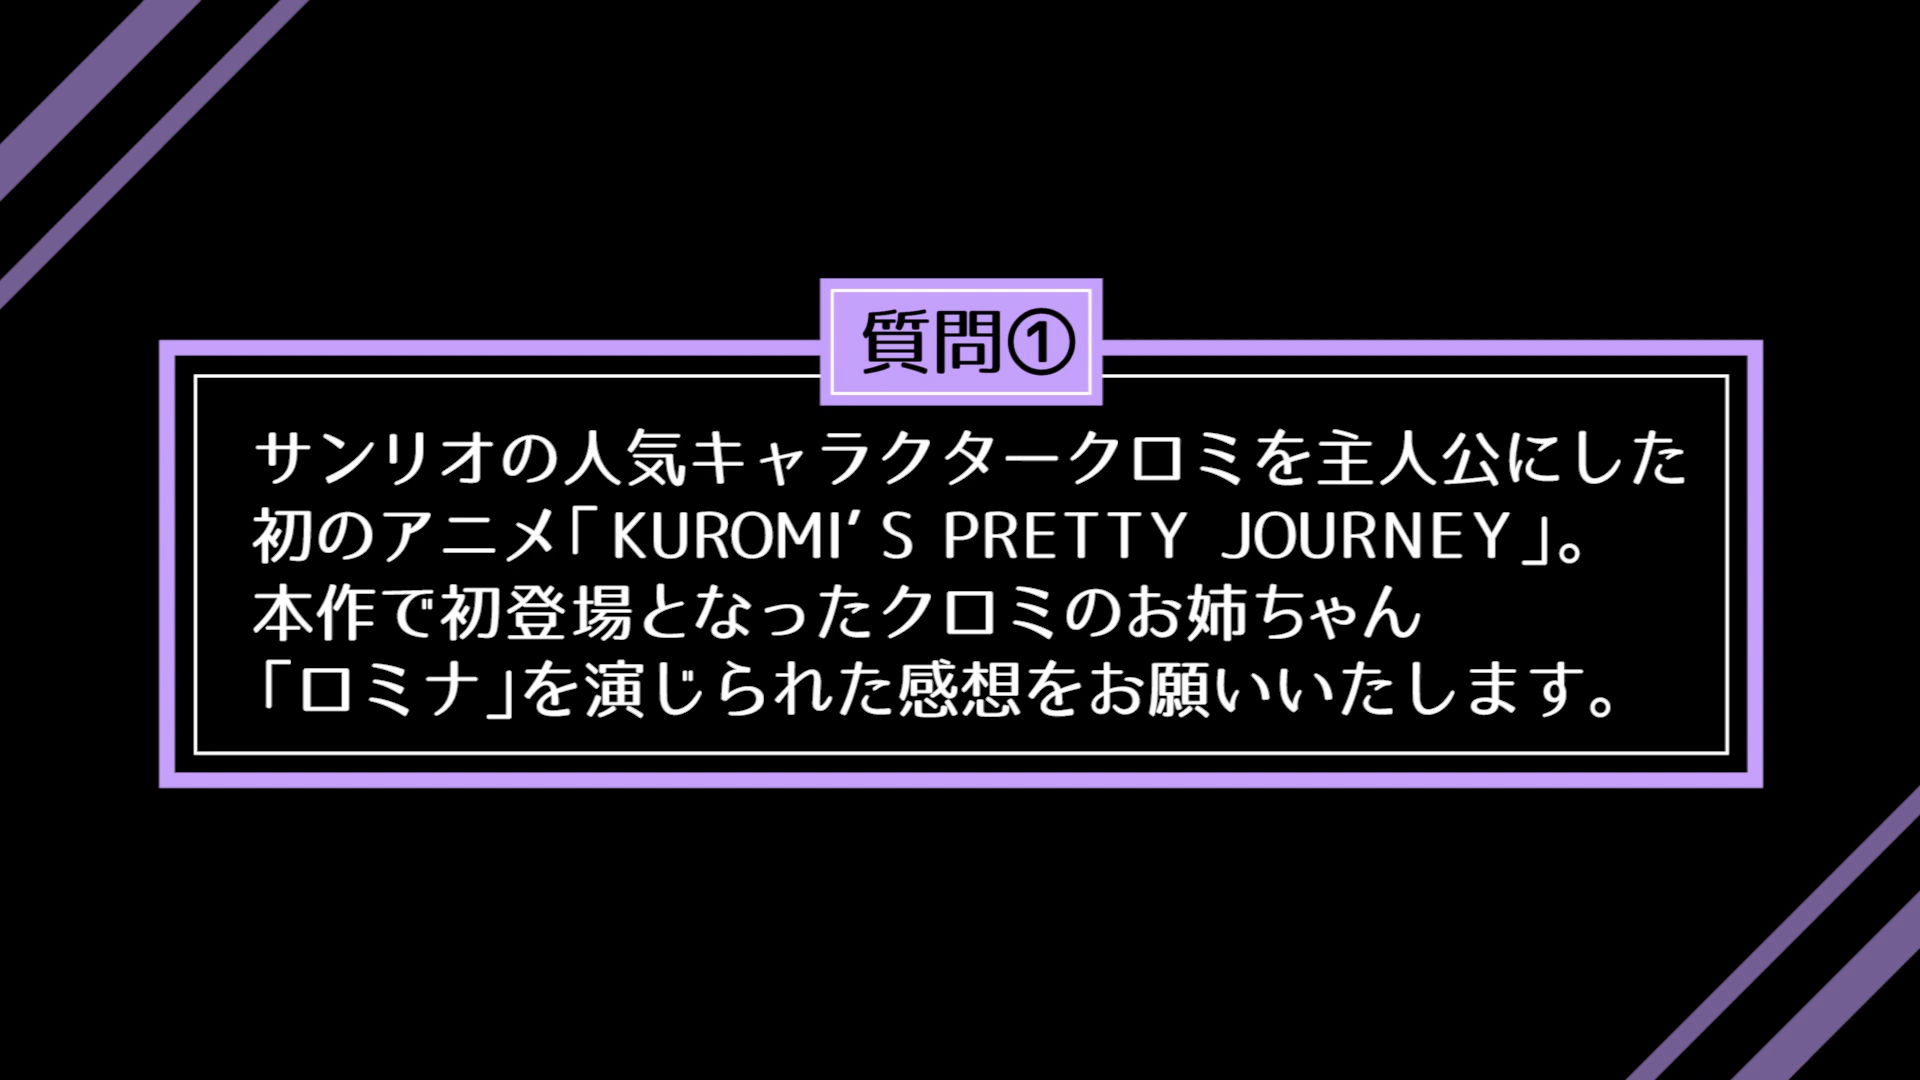 質問①
サンリオの人気キャラクタークロミを主人公にした
初のアニメ「KUROMI’S PRETTY JOURNEY」。
本作で初登場となったクロミのお姉ちゃん
「ロミナ」を演じられた感想をお願いいたします。